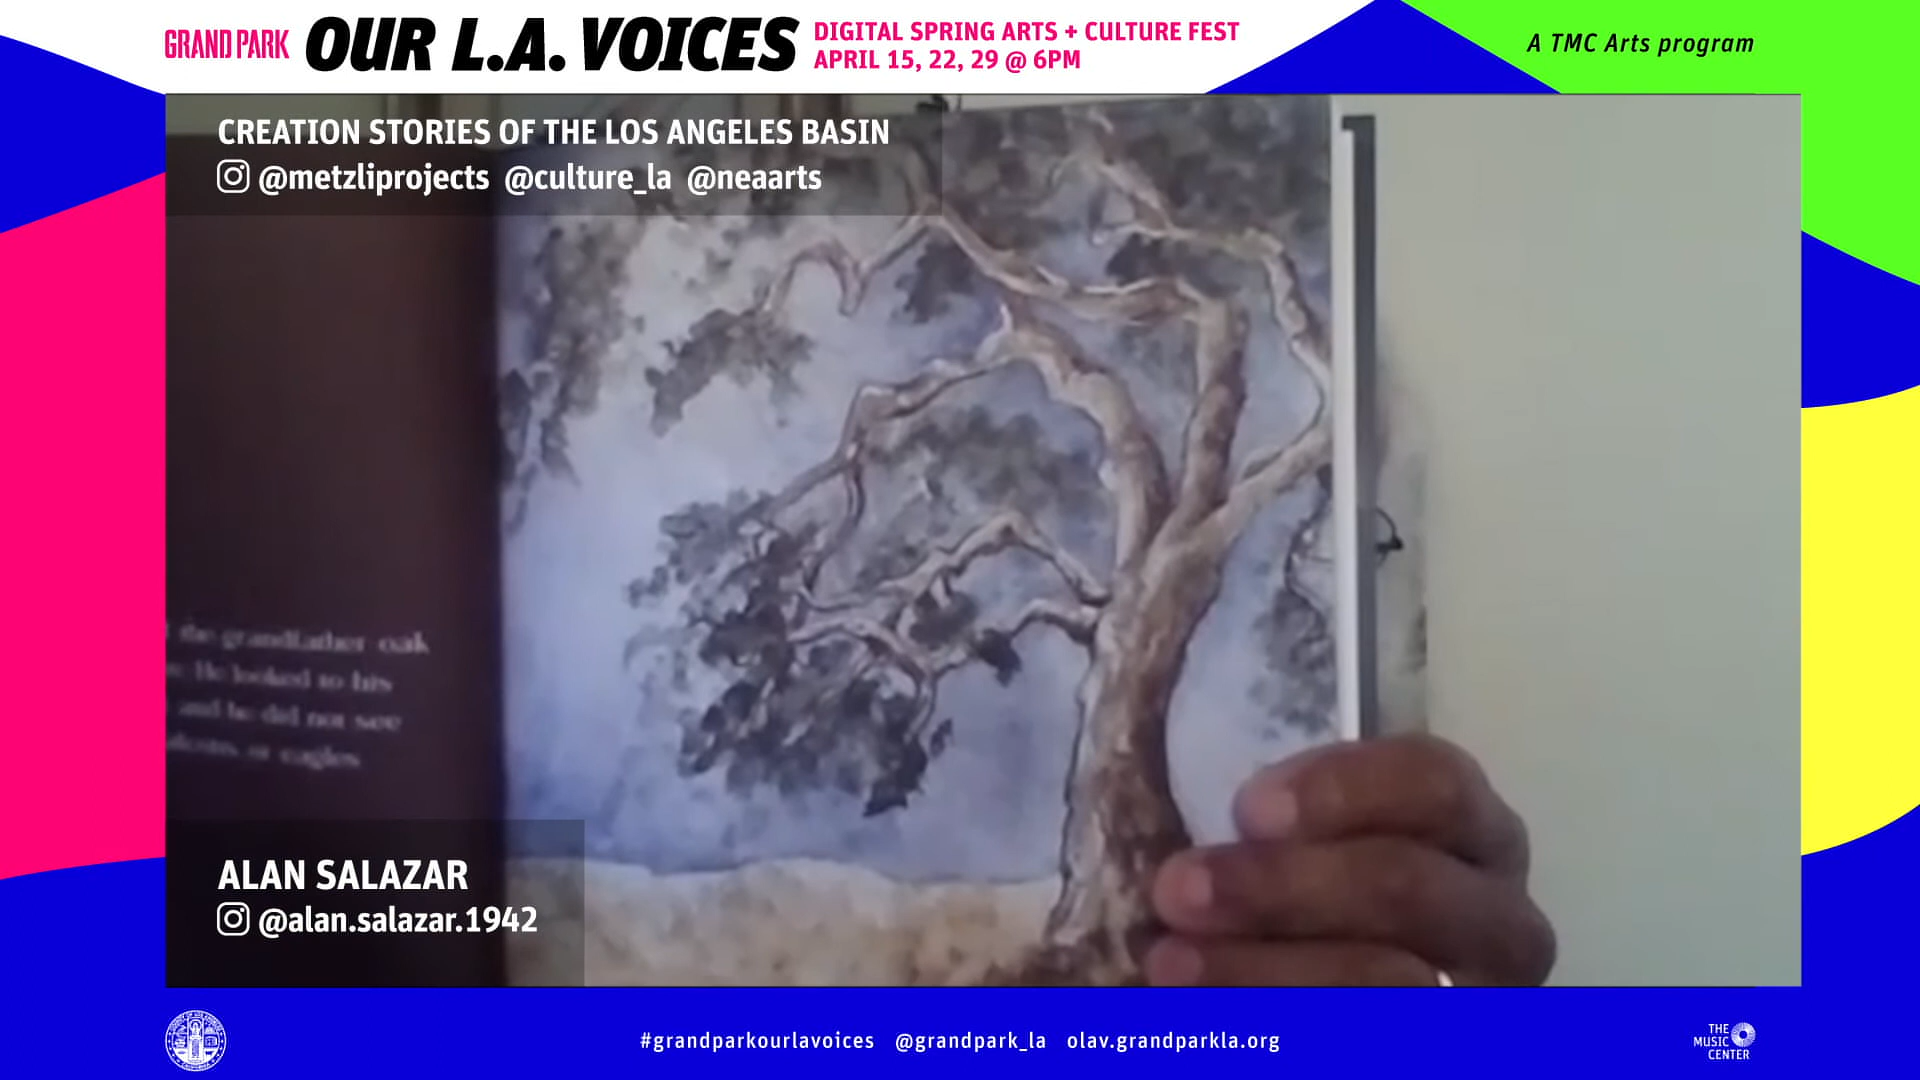 GRAND PARK
OUR L.A. VOICES
DIGITAL SPRING ARTS + CULTURE FEST
APRIL 15, 22, 29 @ 6PM
A TMC Arts program
CREATION STORIES OF THE LOS ANGELES BASIN
@metzliprojects @culture_la @neaarts
the grandfather oak
He looked to his
and he did not see
or eagles
ALAN SALAZAR
@alan.salazar.1942
#grandparkourlavoices @grandpark_la olav.grandparkla.org
THE
MUSIC
CENTER